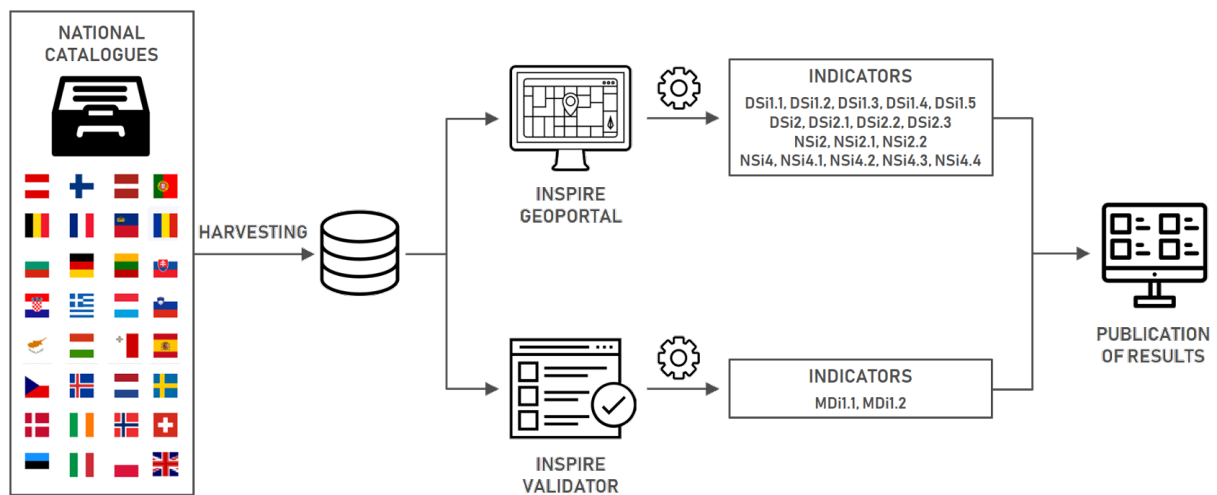 NATIONAL
CATALOGUES
HARVESTING
INSPIRE
GEOPORTAL
INDICATORS
DSi1.1, DSi1.2, DSi1.3, DSi1.4, DSi1.5
DSi2, DSi2.1, DSi2.2, DSi2.3
NSi2, NSi2.1, NSi2.2
NSi4, NSi4.1, NSi4.2, NSi4.3, NSi4.4
INSPIRE
VALIDATOR
INDICATORS
MDi1.1, MDi1.2
PUBLICATION
OF RESULTS